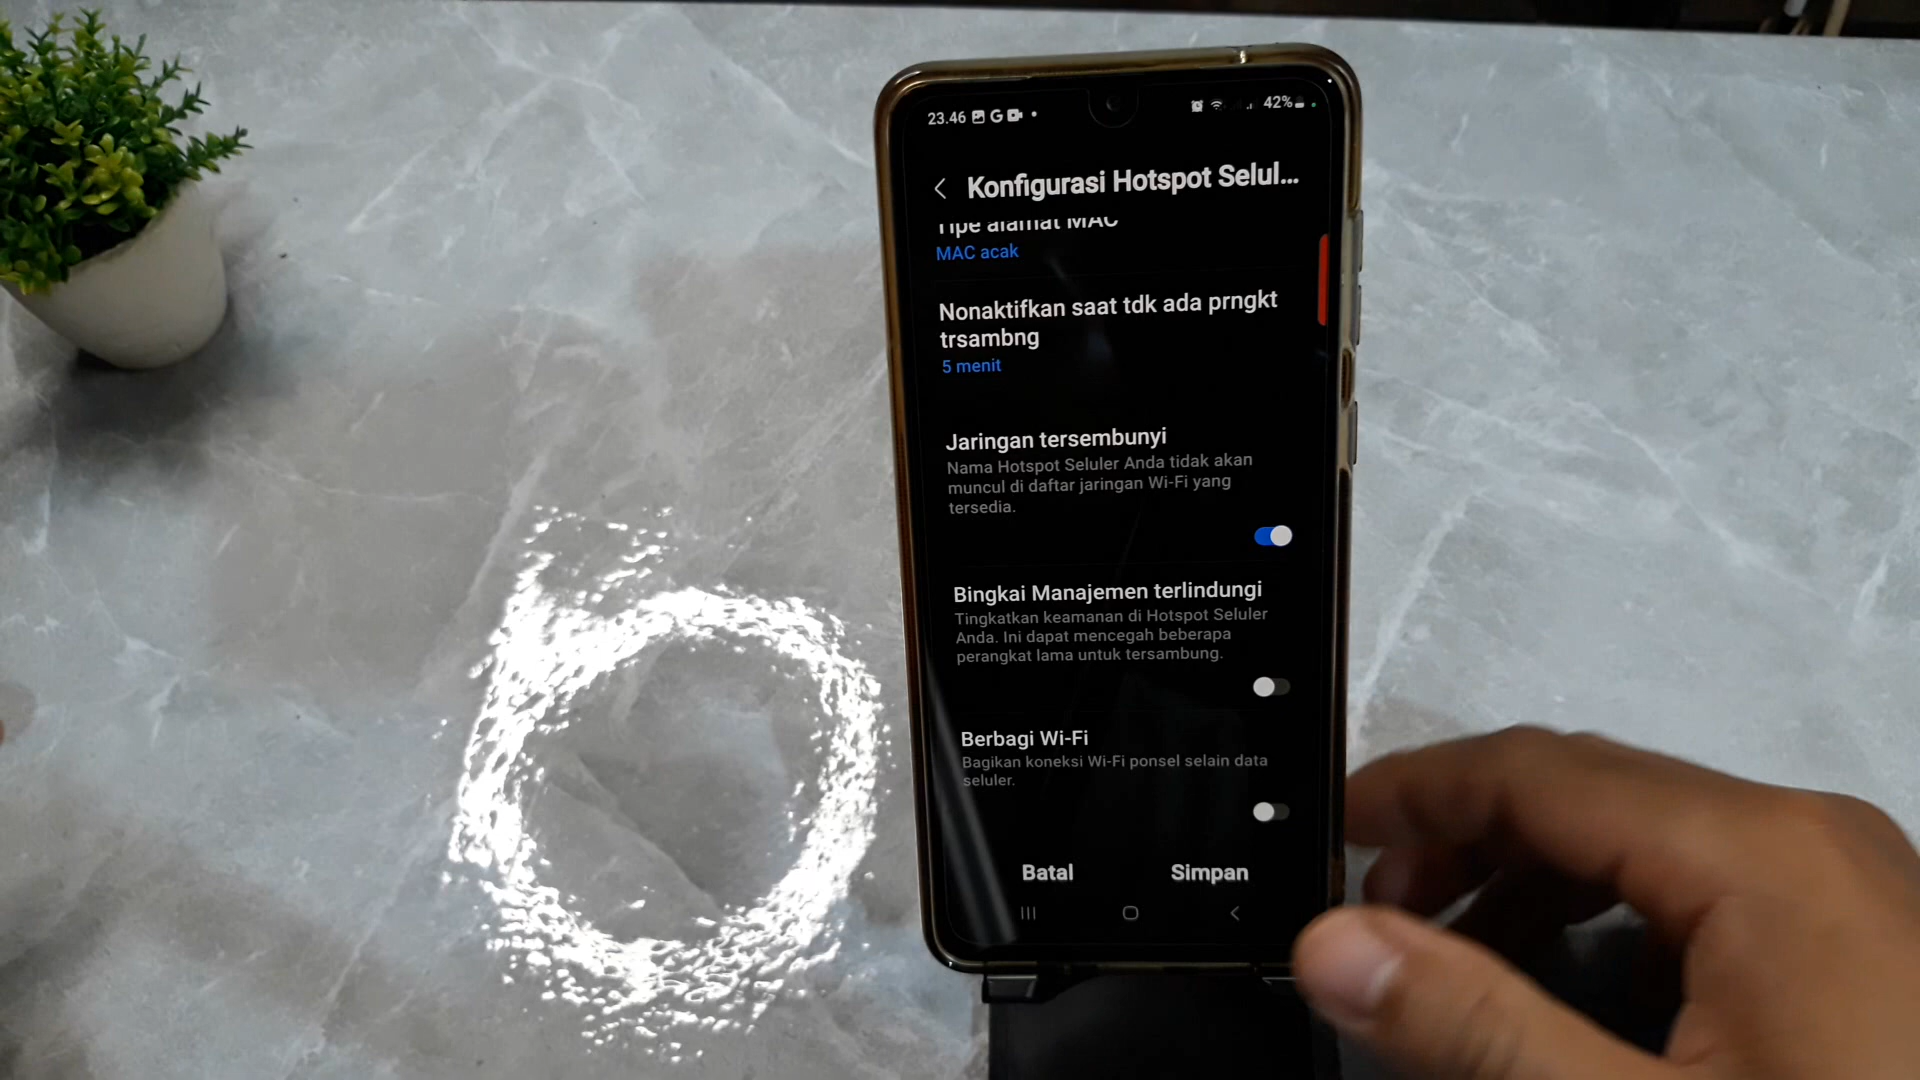 23.46
42%
Konfigurasi Hotspot Selul...
Tipe alamat MAC
MAC acak
Nonaktifkan saat tdk ada prngkt
trsambng
5 menit
Jaringan tersembunyi
Nama Hotspot Seluler Anda tidak akan
muncul di daftar jaringan Wi-Fi yang
tersedia.
Bingkai Manajemen terlindungi
Tingkatkan keamanan di Hotspot Seluler
Anda. Ini dapat mencegah beberapa
perangkat lama untuk tersambung.
Berbagi Wi-Fi
Bagikan koneksi Wi-Fi ponsel selain data
seluler.
Batal Simpan